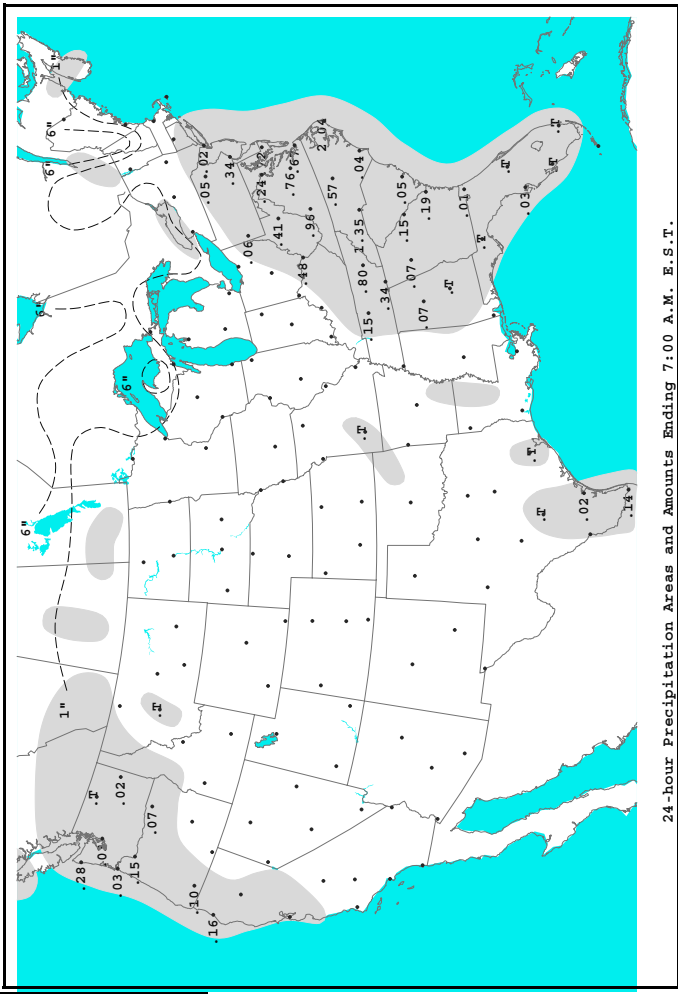 6"
6"
6" 6"
1"
1"
.28
T
.03 .02
6"
.15
.07
T
.10
.05 .02
.16
.34
.06
.24
.41
.76
.48
.96
.57
.80 1.35 .04
.15
T
.34
.15 .05
.07
.07 .19
T
.01
T
T
.03
T
T
T
T
.02
.14
24-hour Precipitation Areas and Amounts Ending 7:00 A.M. E.S.T.